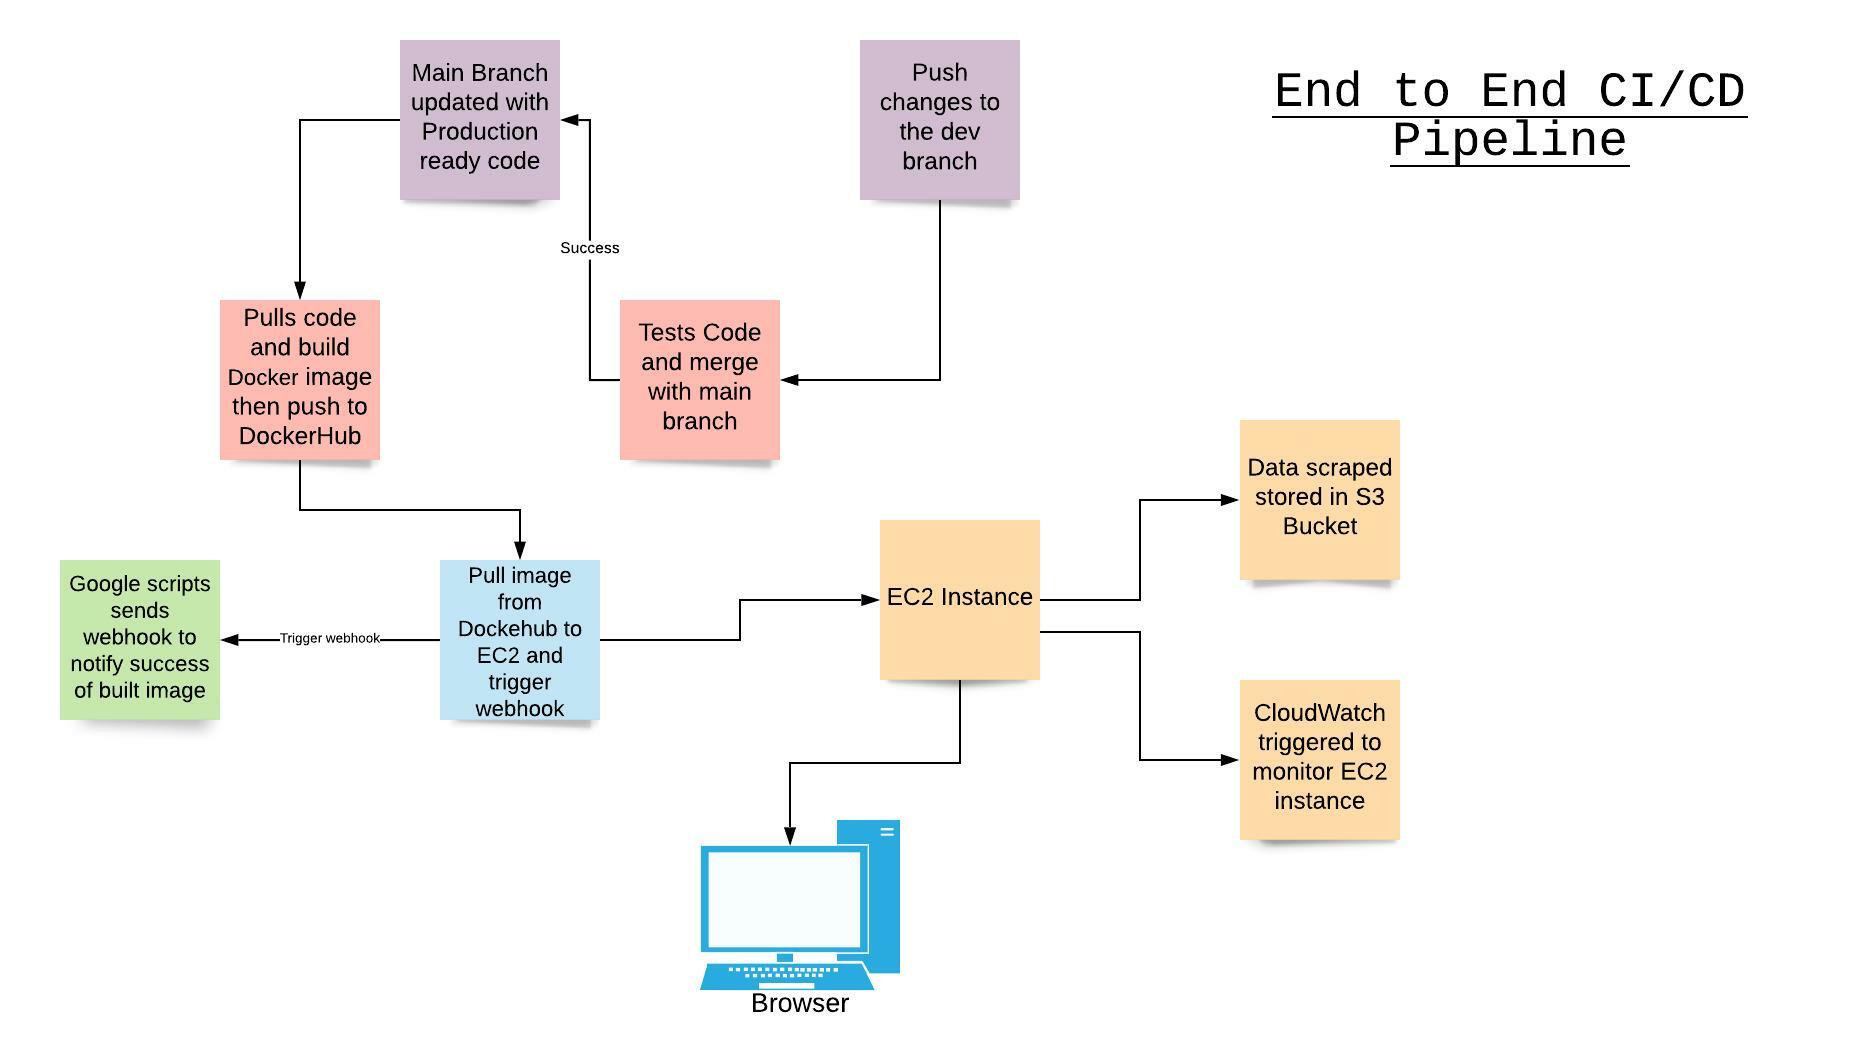 End to End CI/CD
Pipeline
Push
changes to
the dev
branch
Tests Code
and merge
with main
branch
Success
Main Branch
updated with
Production
ready code
Pulls code
and build
Docker image
then push to
DockerHub
Pull image
from
Dockehub to
EC2 and
trigger
webhook
Trigger webhook
Google scripts
sends
webhook to
notify success
of built image
EC2 Instance
Data scraped
stored in S3
Bucket
CloudWatch
triggered to
monitor EC2
instance
Browser